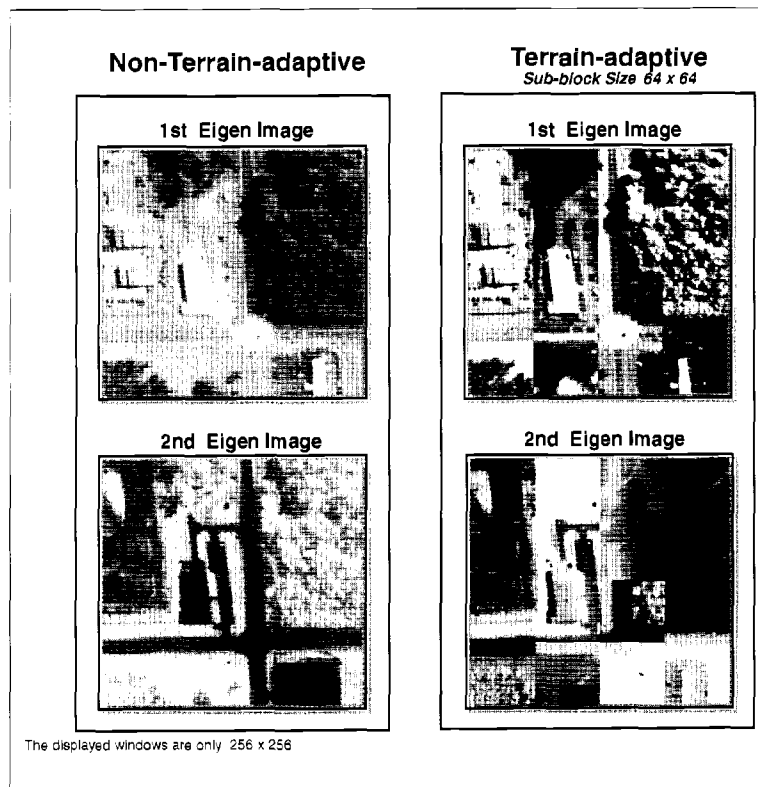 Non-Terrain-adaptive
1st Eigen Image
2nd Eigen Image
Terrain-adaptive
Sub-block Size 64 x 64
1st Eigen Image
2nd Eigen Image
The displayed windows are only 256 x 256